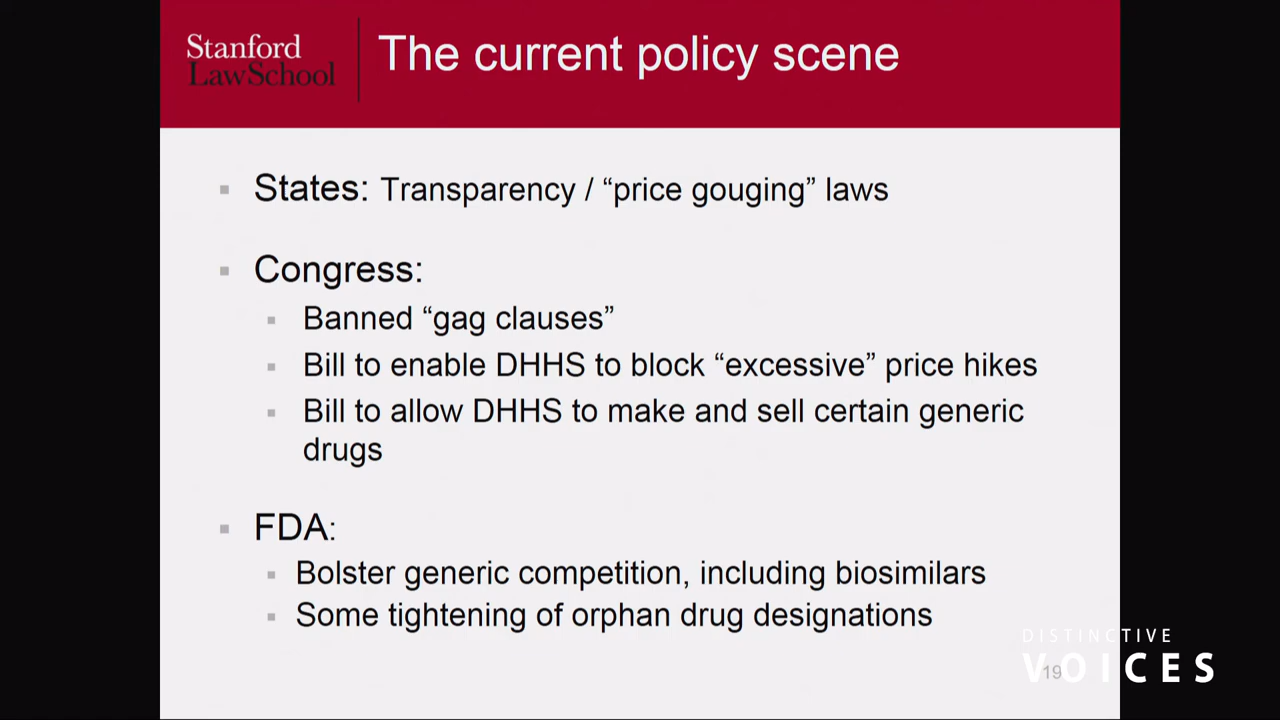 Stanford
LawSchool
The current policy scene
States: Transparency / “price gouging” laws
Congress:
Banned “gag clauses”
Bill to enable DHHS to block “excessive” price hikes
Bill to allow DHHS to make and sell certain generic
drugs
FDA:
Bolster generic competition, including biosimilars
Some tightening of orphan drug designations
DISTINCTIVE
VOICES
19